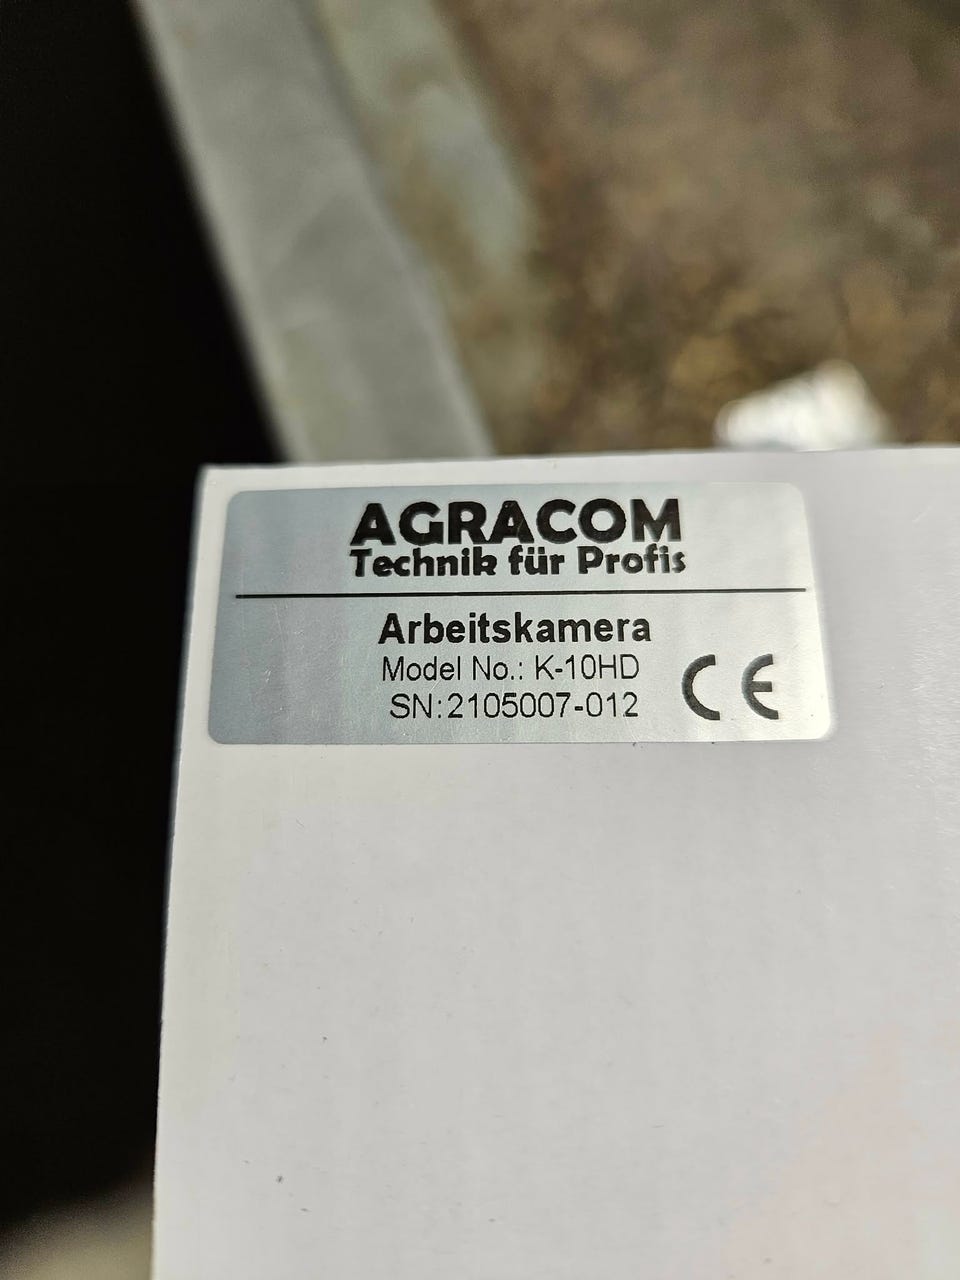 AGRACOM
Technik für Profis
Arbeitskamera
Model No.: K-10HD
SN:2105007-012
CE